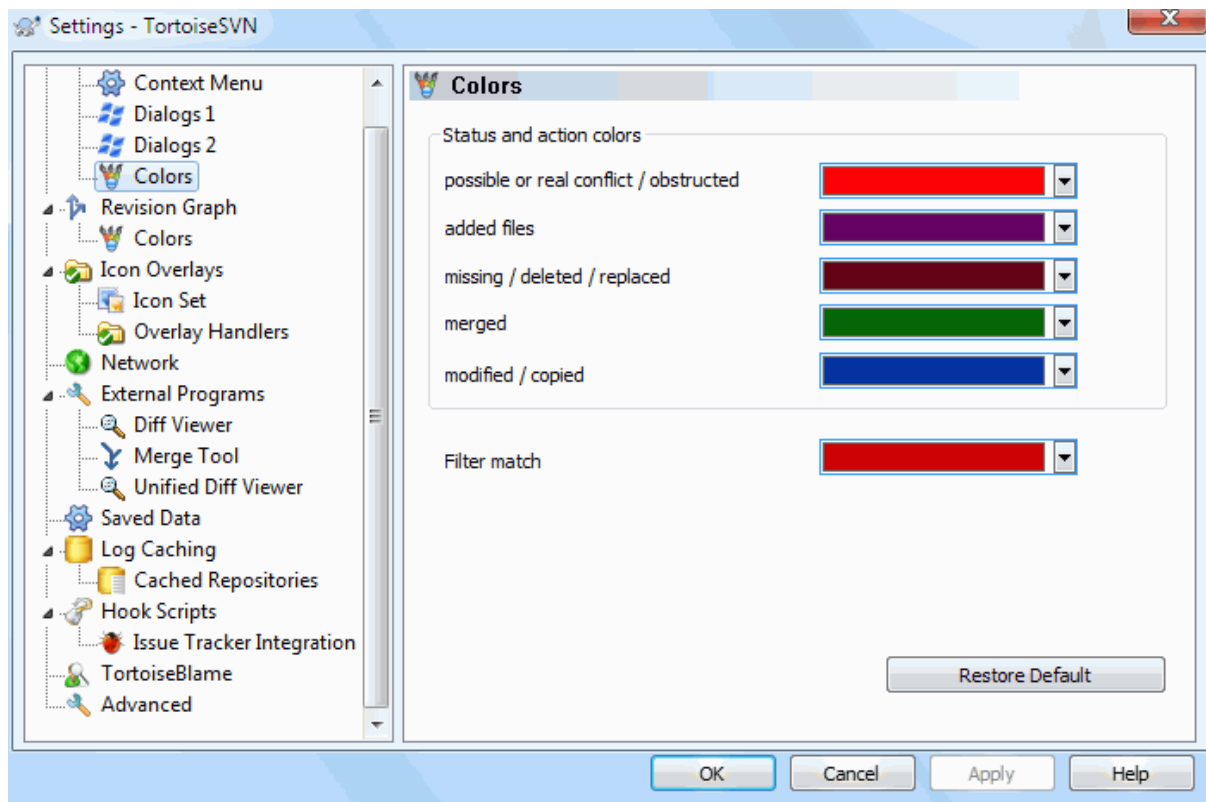 Settings - TortoiseSVN
Context Menu
Dialogs 1
Dialogs 2
Colors
Revision Graph
Colors
Icon Overlays
Icon Set
Overlay Handlers
Network
External Programs
Diff Viewer
Merge Tool
Unified Diff Viewer
Saved Data
Log Caching
Cached Repositories
Hook Scripts
Issue Tracker Integration
TortoiseBlame
Advanced
Colors
Status and action colors
possible or real conflict / obstructed
added files
missing / deleted / replaced
merged
modified / copied
Filter match
Restore Default
OK
Cancel
Apply
Help